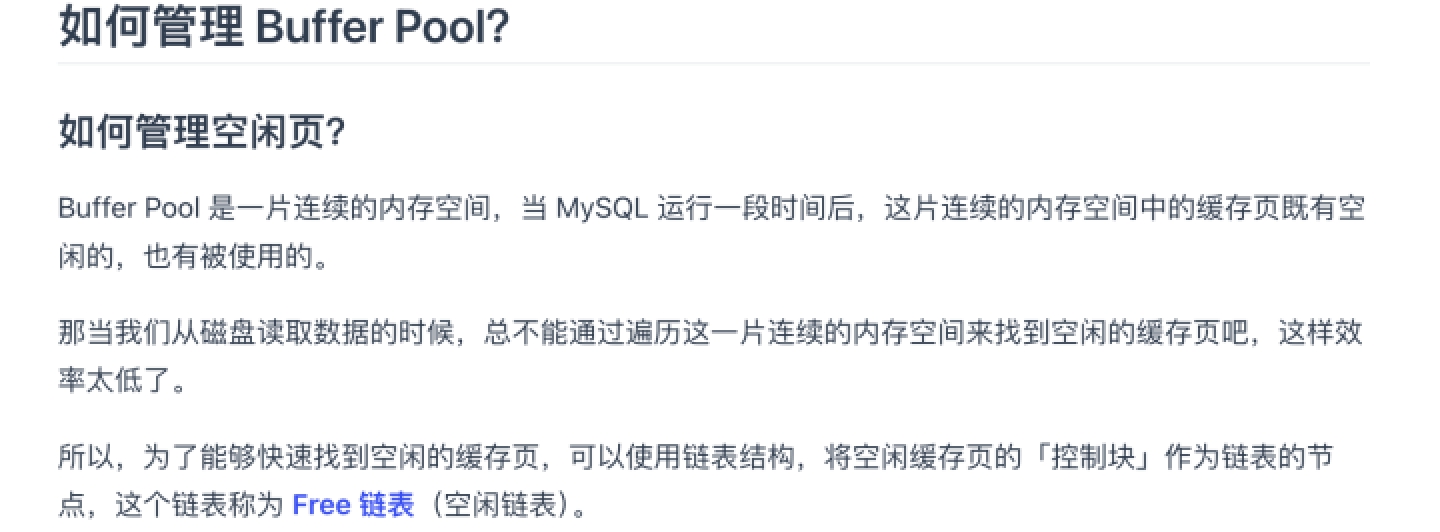 如何管理 Buffer Pool?
如何管理空闲页?
Buffer Pool 是一片连续的内存空间，当 MySQL 运行一段时间后，这片连续的内存空间中的缓存页既有空
闲的，也有被使用的。
那当我们从磁盘读取数据的时候，总不能通过遍历这一片连续的内存空间来找到空闲的缓存页吧，这样效
率太低了。
所以，为了能够快速找到空闲的缓存页，可以使用链表结构，将空闲缓存页的「控制块」作为链表的节
点，这个链表称为 Free 链表（空闲链表）。